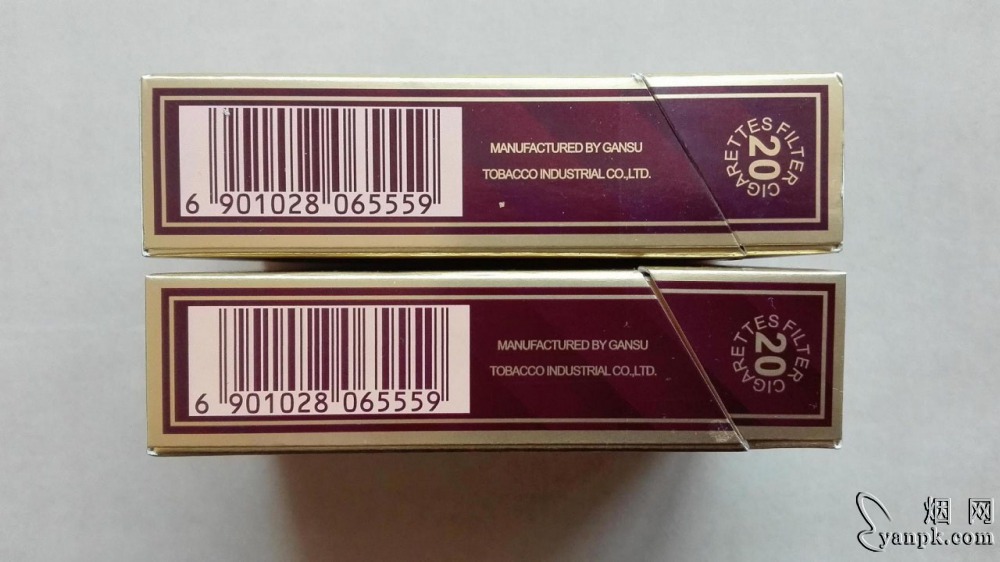 6 901028 065559
MANUFACTURED BY GANSU
TOBACCO INDUSTRIAL CO.,LTD.
20 CIGARETTES FILTER
6 901028 065559
MANUFACTURED BY GANSU
TOBACCO INDUSTRIAL CO.,LTD.
20 CIGARETTES FILTER
烟网
yanpk.com